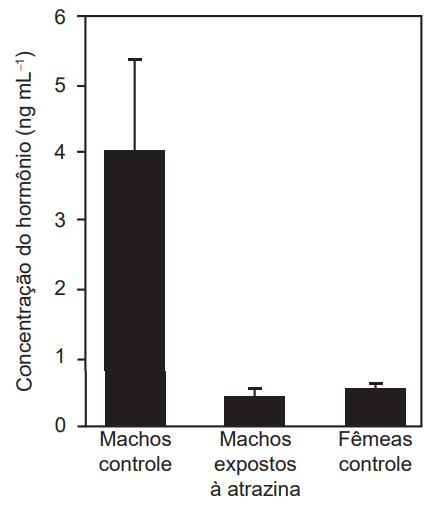 Concentração do hormônio (ng mL⁻¹)
6
5
4
3
2
1
0
Machos
controle
Machos
expostos
à atrazina
Fêmeas
controle